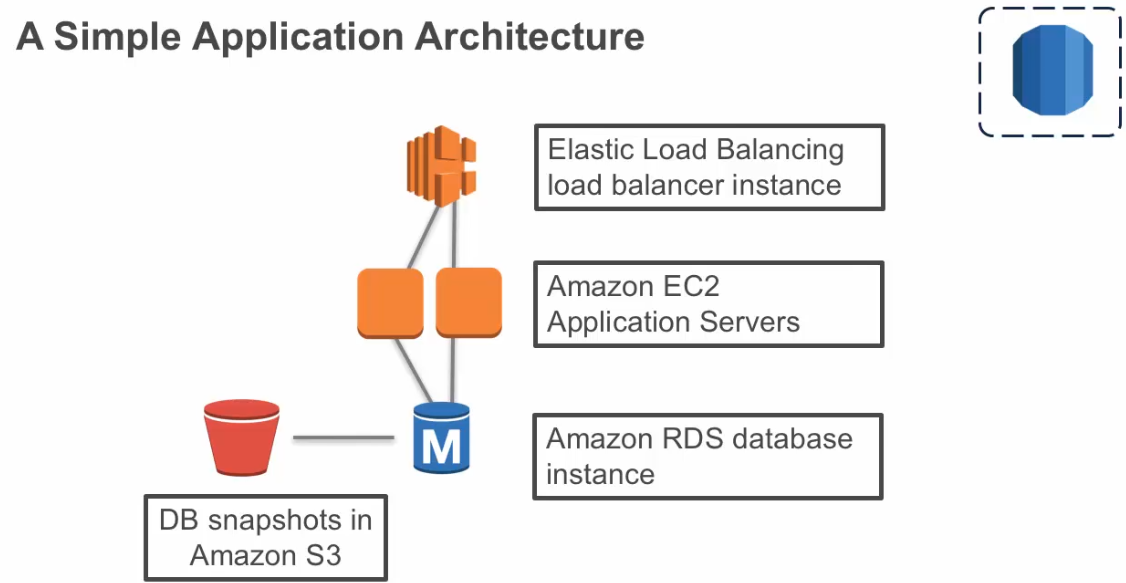 A Simple Application Architecture
Elastic Load Balancing
load balancer instance
Amazon EC2
Application Servers
M
Amazon RDS database
instance
DB snapshots in
Amazon S3